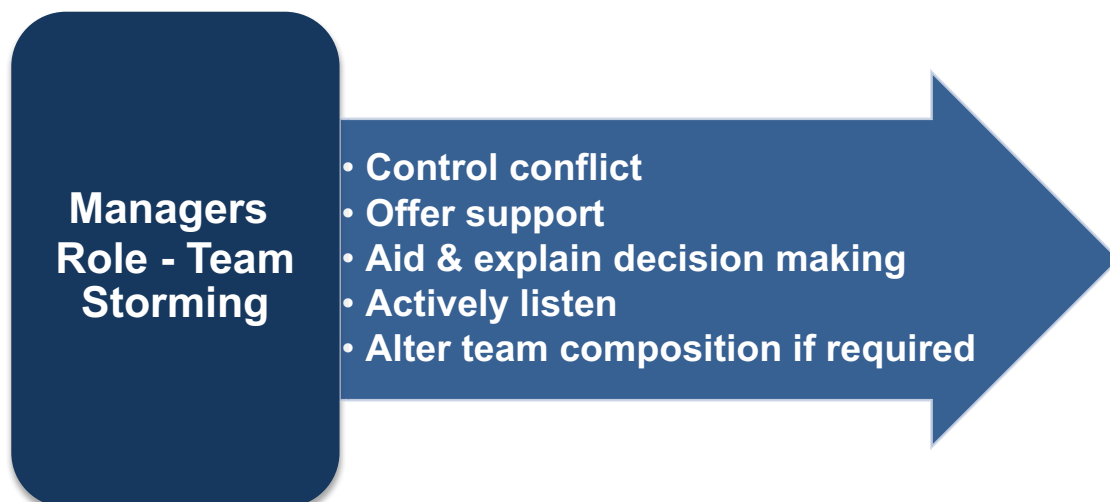 Managers
Role - Team
Storming
• Control conflict
• Offer support
• Aid & explain decision making
• Actively listen
• Alter team composition if required